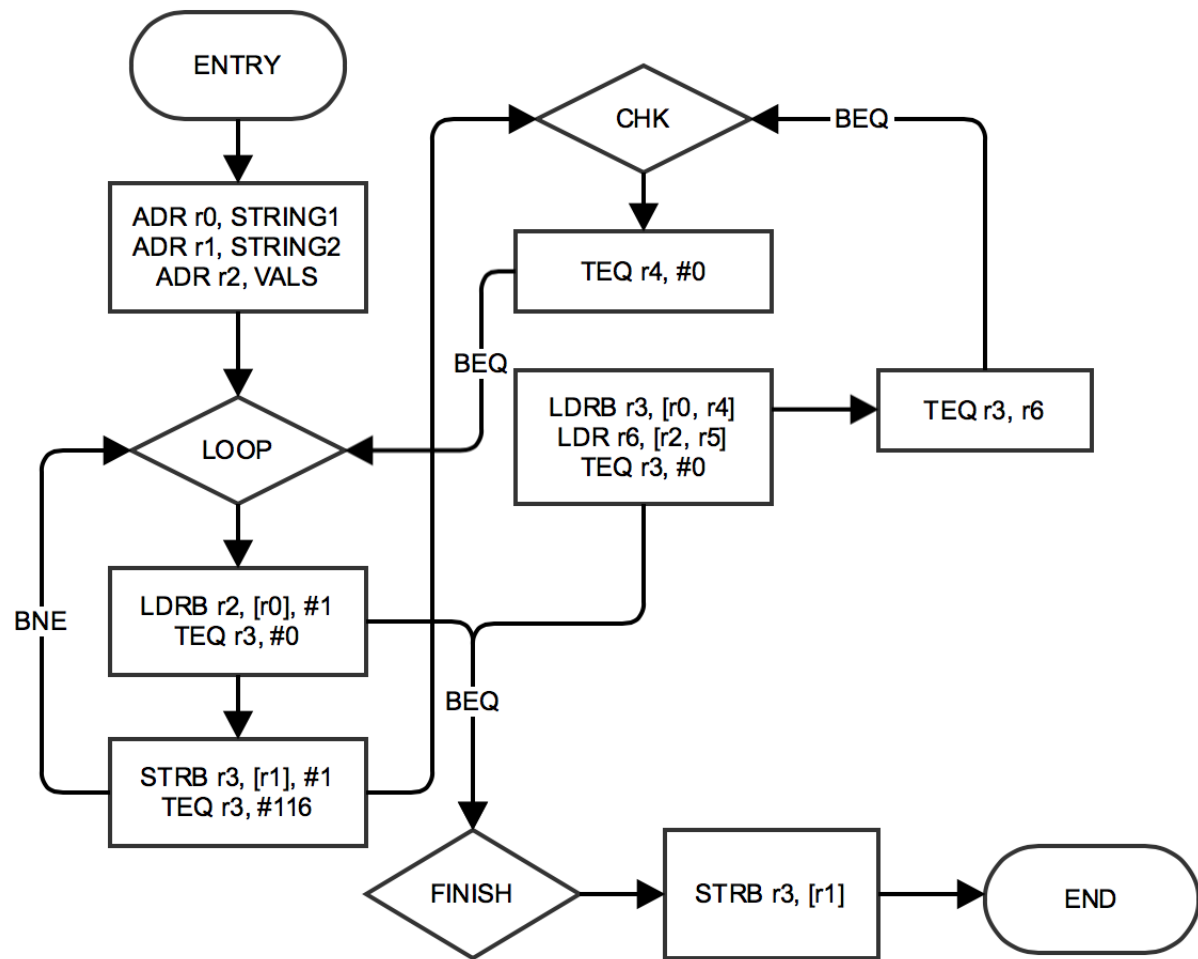 ENTRY
ADR r0, STRING1
ADR r1, STRING2
ADR r2, VALS
LOOP
BNE
LDRB r2, [r0], #1
TEQ r3, #0
STRB r3, [r1], #1
TEQ r3, #116
CHK
BEQ
TEQ r4, #0
BEQ
LDRB r3, [r0, r4]
LDR r6, [r2, r5]
TEQ r3, #0
TEQ r3, r6
BEQ
FINISH
STRB r3, [r1]
END